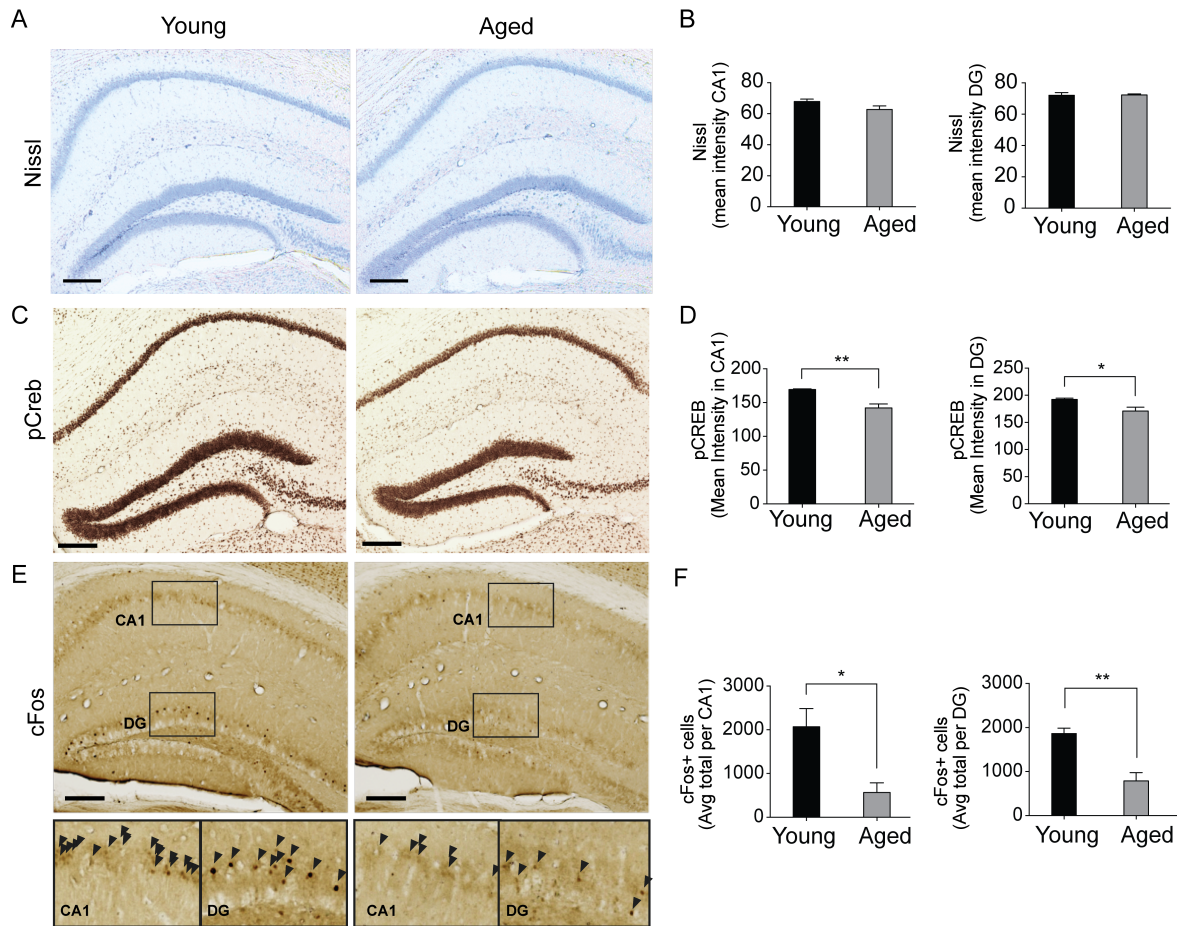 A
Young
Aged
Nissl
B
Nissl
(mean intensity CA1)
80
60
40
20
0
Young Aged
Nissl
(mean intensity DG)
80
60
40
20
0
Young Aged
C
pCreb
D
pCREB
(Mean Intensity in CA1)
200
150
100
50
0
**
Young Aged
pCREB
(Mean Intensity in DG)
250
200
150
100
50
0
*
Young Aged
E
cFos
CA1
DG
CA1
DG
CA1
DG
CA1
DG
F
cFos+ cells
(Avg total per CA1)
3000
2000
1000
0
*
Young Aged
cFos+ cells
(Avg total per DG)
3000
2000
1000
0
**
Young Aged